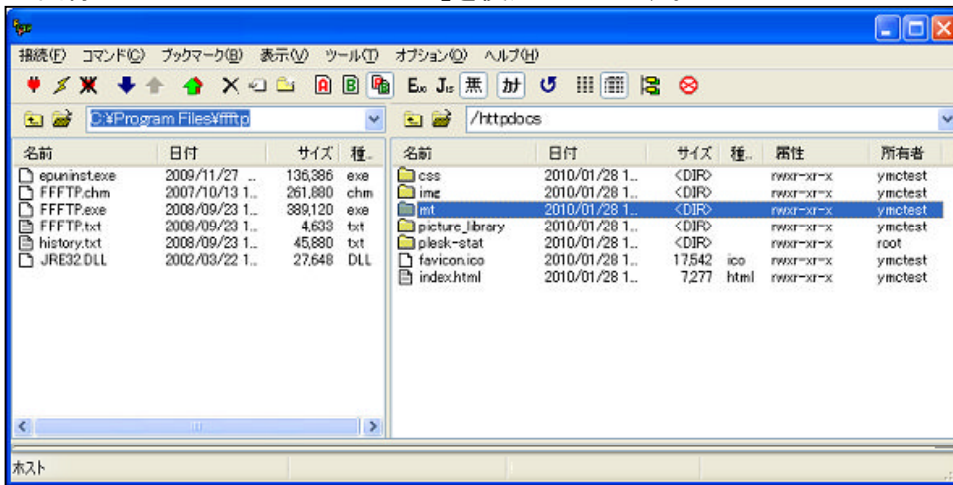 接続(F) コマンド(C) ブックマーク(B) 表示(V) ツール(T) オプション(O) ヘルプ(H)
A B Euc Jis 無 カナ
C:¥Program Files¥ffftp /httpdocs
名前 日付 サイズ 種.. 名前 日付 サイズ 種.. 属性 所有者
epuninst.exe 2009/11/27 ... 136,386 exe
FFFTP.chm 2007/10/13 1... 261,880 chm
FFFTP.exe 2008/09/23 1... 389,120 exe
FFFTP.txt 2008/09/23 1... 4,633 txt
history.txt 2008/09/23 1... 45,880 txt
JRE32.DLL 2002/03/22 1... 27,648 DLL
css 2010/01/28 1... <DIR> rwxr-xr-x ymctest
img 2010/01/28 1... <DIR> rwxr-xr-x ymctest
mt 2010/01/28 1... <DIR> rwxr-xr-x ymctest
picture_library 2010/01/28 1... <DIR> rwxr-xr-x ymctest
plesk-stat 2010/01/28 1... <DIR> rwxr-xr-x root
favicon.ico 2010/01/28 1... 17,542 ico rwxr-xr-x ymctest
index.html 2010/01/28 1... 7,277 html rwxr-xr-x ymctest
ホスト